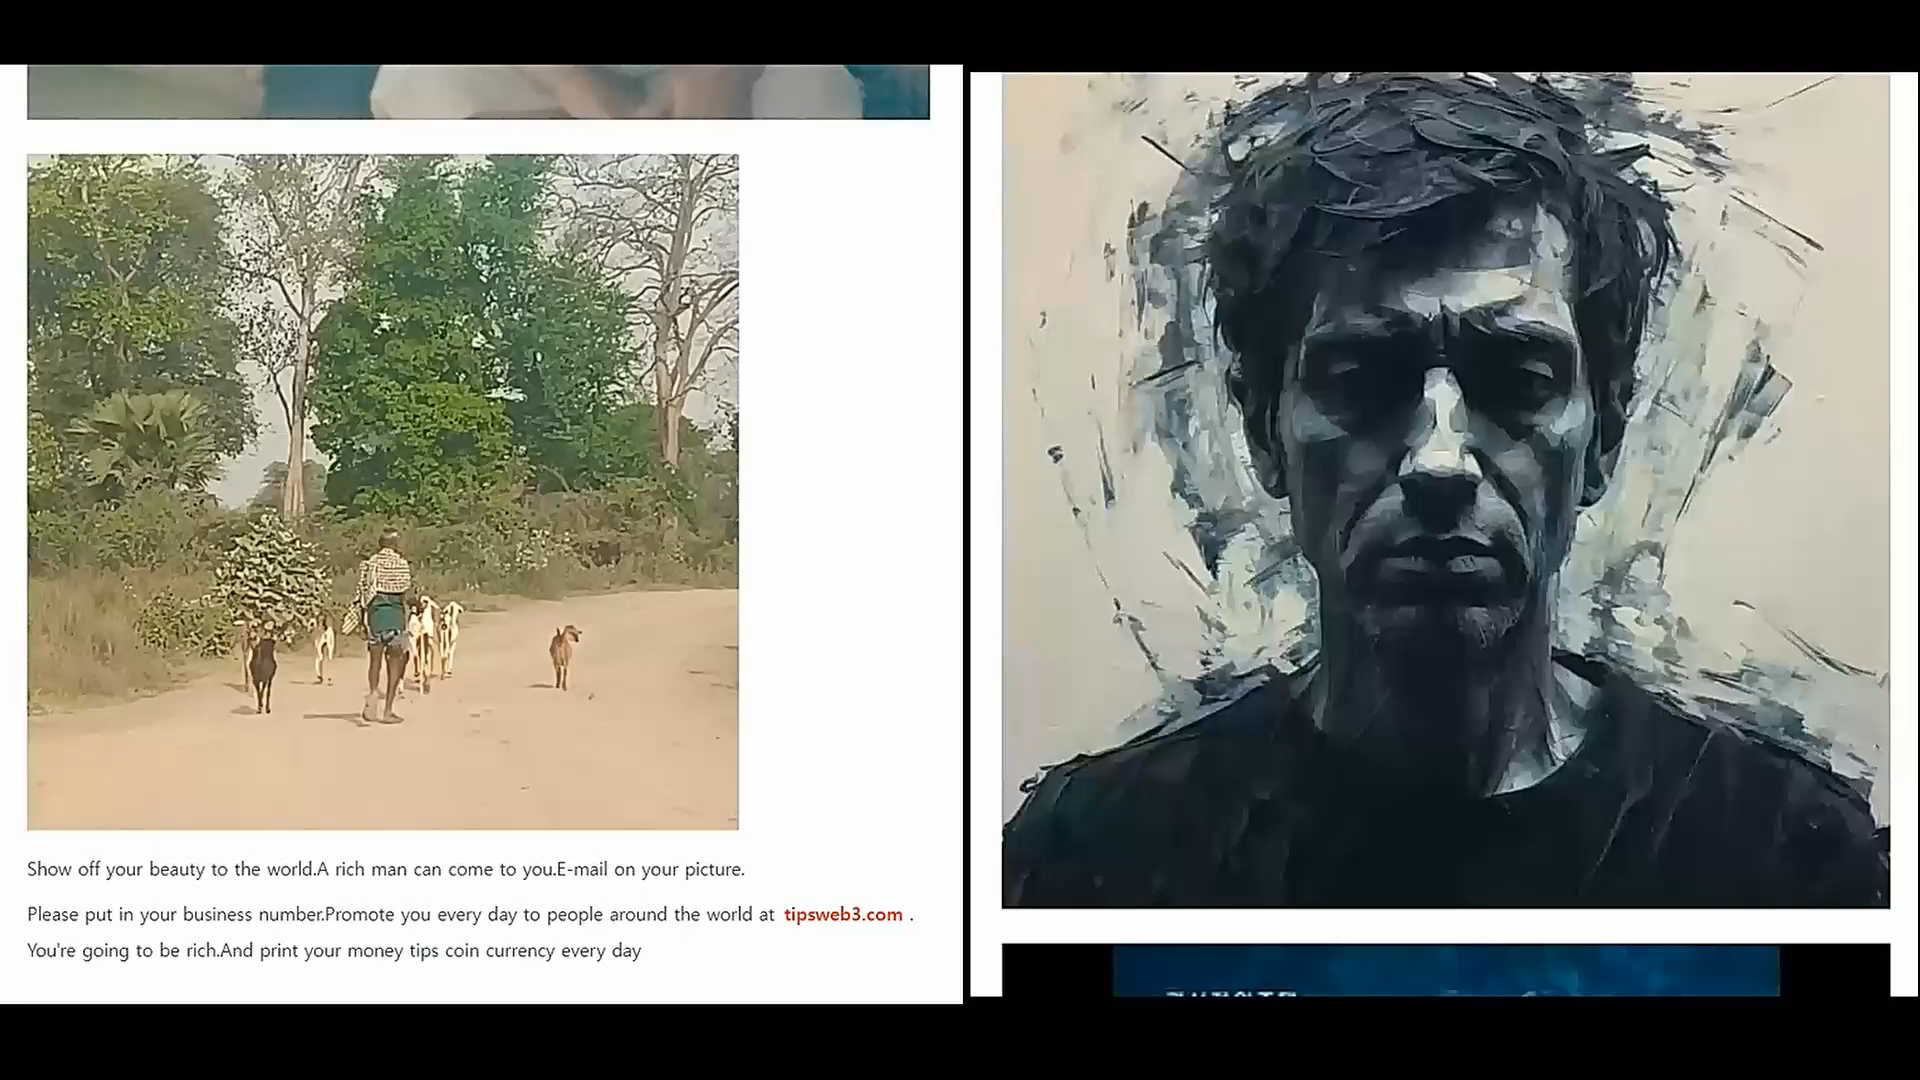 Show off your beauty to the world.A rich man can come to you.E-mail on your picture.
Please put in your business number.Promote you every day to people around the world at tipsweb3.com .
You're going to be rich.And print your money tips coin currency every day